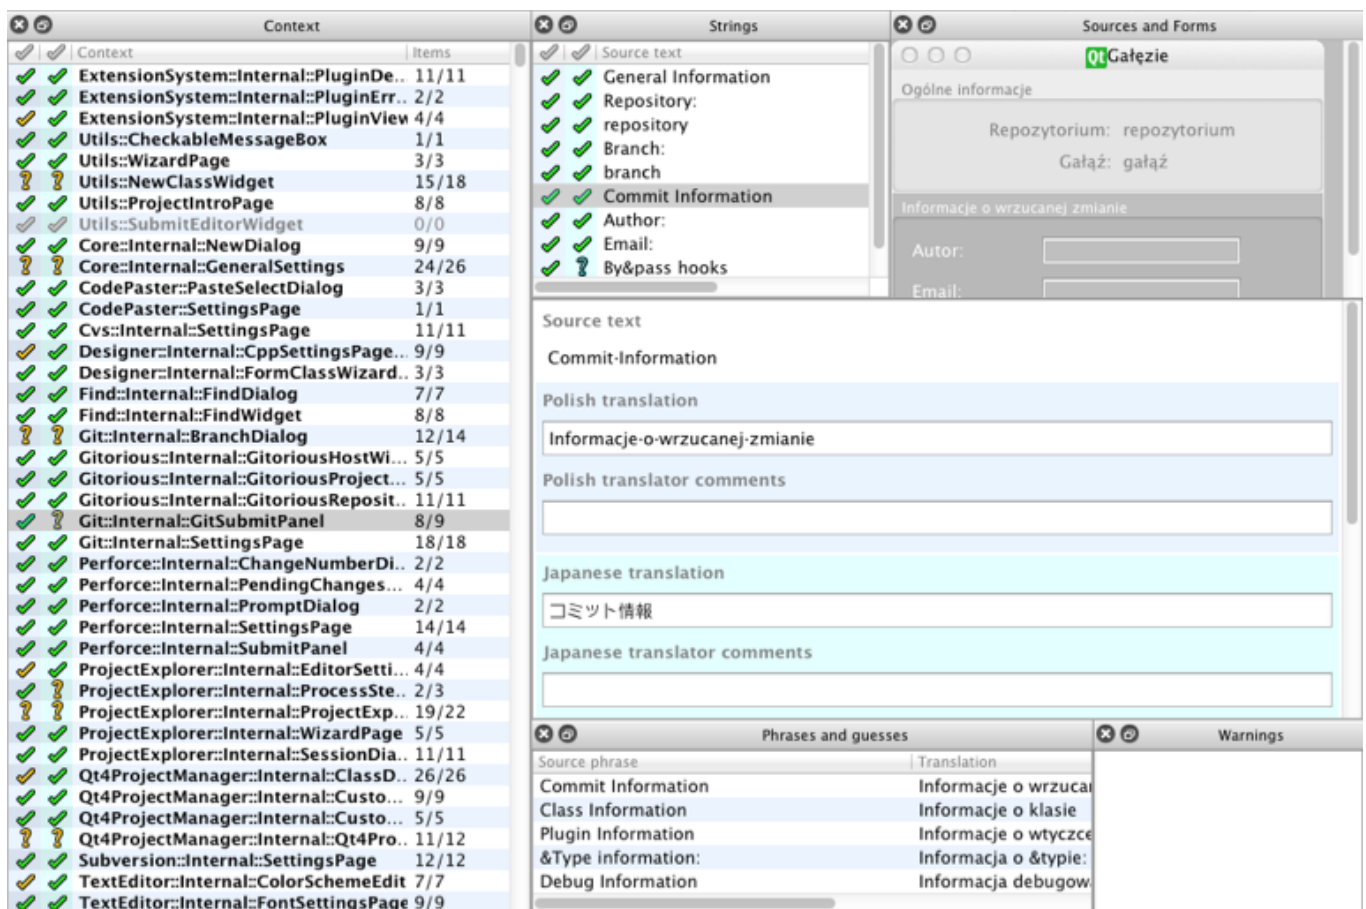 Context
Context Items
ExtensionSystem::Internal::PluginDe... 11/11
ExtensionSystem::Internal::PluginErr... 2/2
ExtensionSystem::Internal::PluginView 4/4
Utils::CheckableMessageBox 1/1
Utils::WizardPage 3/3
Utils::NewClassWidget 15/18
Utils::ProjectIntroPage 8/8
Utils::SubmitEditorWidget 0/0
Core::Internal::NewDialog 9/9
Core::Internal::GeneralSettings 24/26
CodePaster::PasteSelectDialog 3/3
CodePaster::SettingsPage 1/1
Cvs::Internal::SettingsPage 11/11
Designer::Internal::CppSettingsPage... 9/9
Designer::Internal::FormClassWizard... 3/3
Find::Internal::FindDialog 7/7
Find::Internal::FindWidget 8/8
Git::Internal::BranchDialog 12/14
Gitorious::Internal::GitoriousHostWi... 5/5
Gitorious::Internal::GitoriousProject... 5/5
Gitorious::Internal::GitoriousReposit... 11/11
Git::Internal::GitSubmitPanel 8/9
Git::Internal::SettingsPage 18/18
Perforce::Internal::ChangeNumberDi... 2/2
Perforce::Internal::PendingChanges... 4/4
Perforce::Internal::PromptDialog 2/2
Perforce::Internal::SettingsPage 14/14
Perforce::Internal::SubmitPanel 4/4
ProjectExplorer::Internal::EditorSetti... 4/4
ProjectExplorer::Internal::ProcessSte... 2/3
ProjectExplorer::Internal::ProjectExp... 19/22
ProjectExplorer::Internal::WizardPage 5/5
ProjectExplorer::Internal::SessionDia... 11/11
Qt4ProjectManager::Internal::ClassD... 26/26
Qt4ProjectManager::Internal::Custo... 9/9
Qt4ProjectManager::Internal::Custo... 5/5
Qt4ProjectManager::Internal::Qt4Pro... 11/12
Subversion::Internal::SettingsPage 12/12
TextEditor::Internal::ColorSchemeEdit 7/7
TextEditor::Internal::FontSettingsPage 9/9
Strings
Source text
General Information
Repository:
repository
Branch:
branch
Commit Information
Author:
Email:
By&pass hooks
Sources and Forms
Qt Gałęzie
Ogólne informacje
Repozytorium: repozytorium
Gałąź: gałąź
Informacje o wrzucanej zmianie
Autor:
Email:
Source text
Commit·Information
Polish translation
Informacje·o·wrzucanej·zmianie
Polish translator comments
Japanese translation
コミット情報
Japanese translator comments
Phrases and guesses
Source phrase Translation
Commit Information Informacje o wrzucar
Class Information Informacje o klasie
Plugin Information Informacje o wtyczce
&Type information: Informacja o &typie:
Debug Information Informacja debugow
Warnings